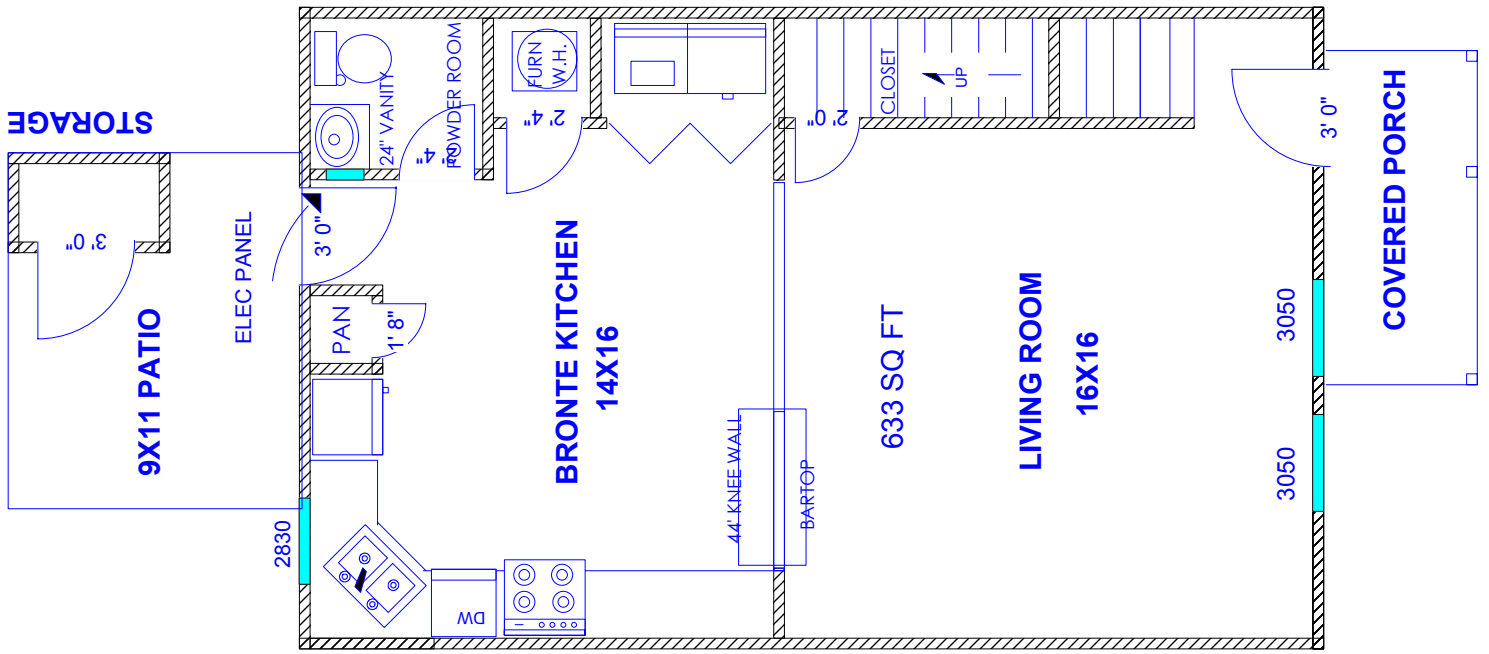 STORAGE
3' 0"
9X11 PATIO
ELEC PANEL
2830
3' 0"
PAN
1' 8"
24" VANITY
POWDER ROOM
2' 4"
FURN
W.H.
2' 4"
BRONTE KITCHEN
14X16
DW
44' KNEE WALL
BARTOP
2' 0"
CLOSET
UP
633 SQ FT
LIVING ROOM
16X16
3050
3050
3' 0"
COVERED PORCH